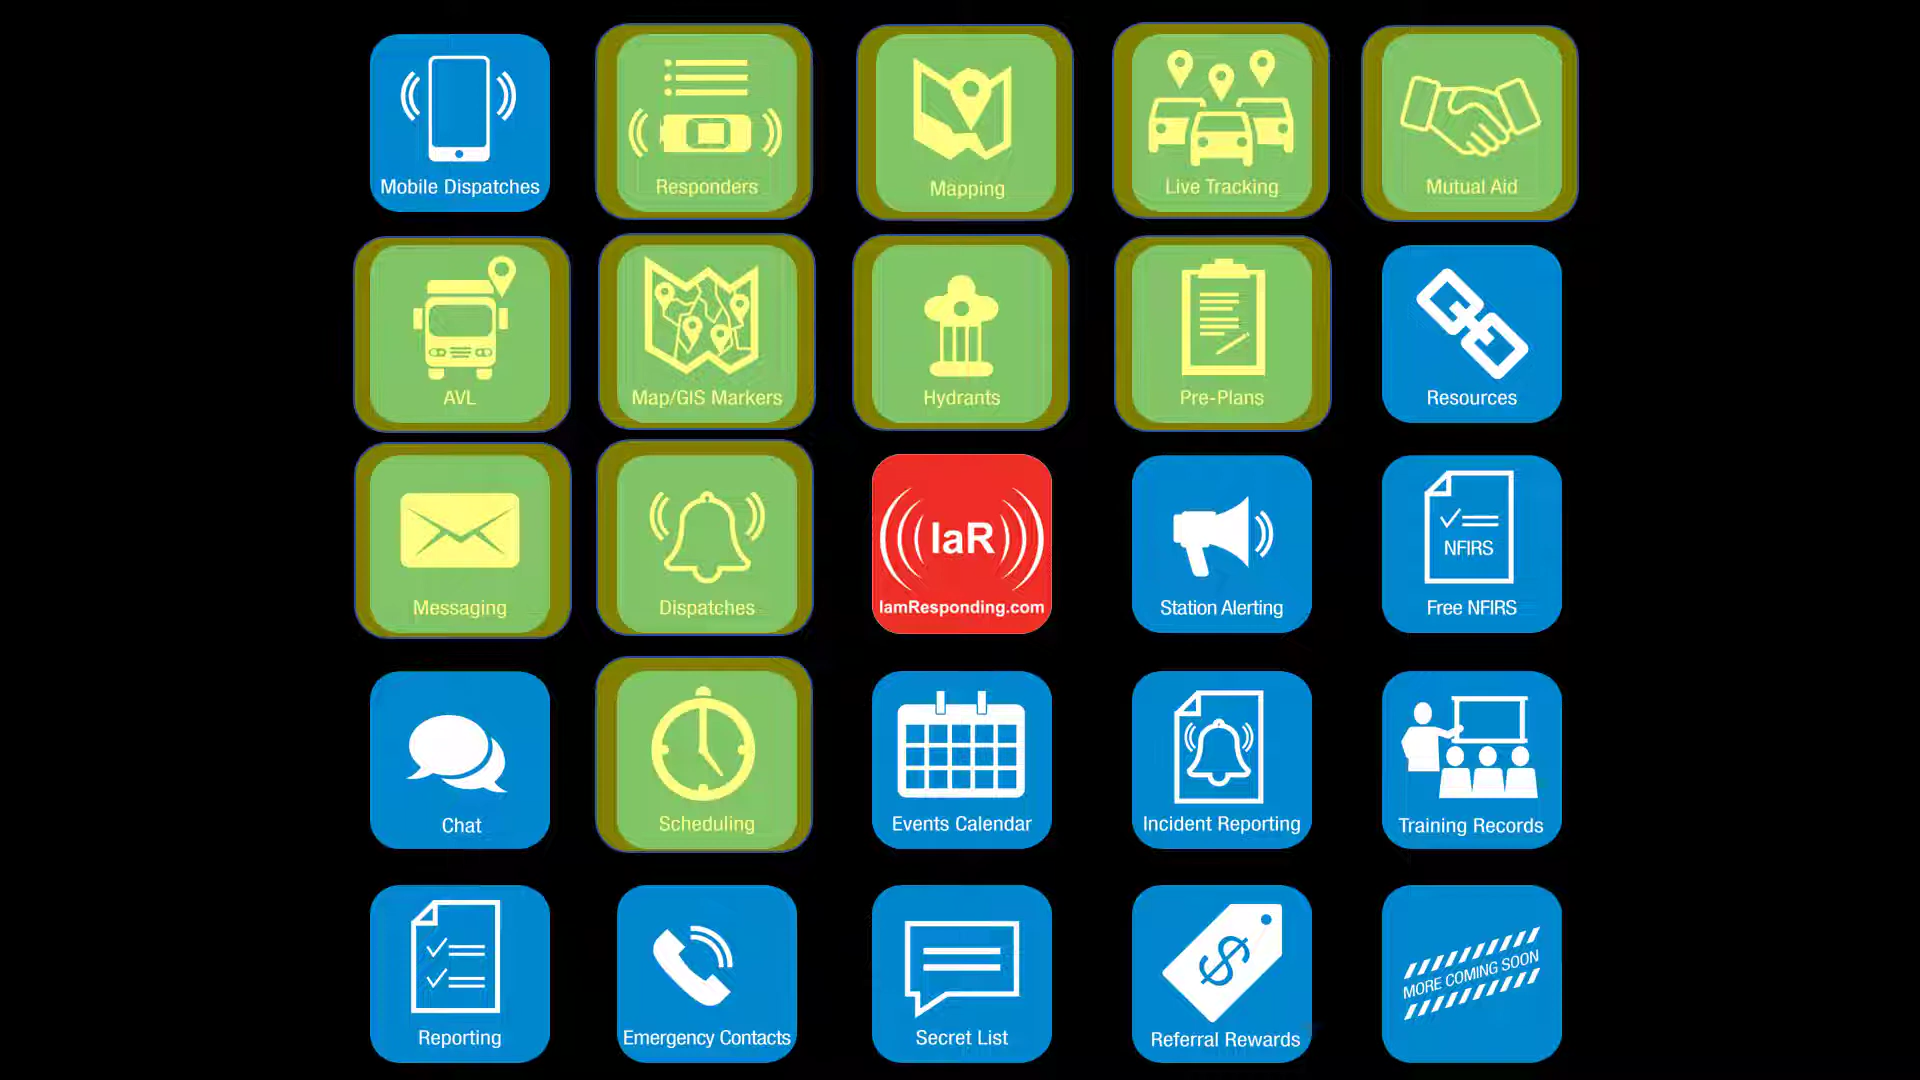 Mobile Dispatches
Responders
Mapping
Live Tracking
Mutual Aid
AVL
Map/GIS Markers
Hydrants
Pre-Plans
Resources
Messaging
Dispatches
IaR
IamResponding.com
Station Alerting
NFIRS
Free NFIRS
Chat
Scheduling
Events Calendar
Incident Reporting
Training Records
Reporting
Emergency Contacts
Secret List
$
Referral Rewards
MORE COMING SOON